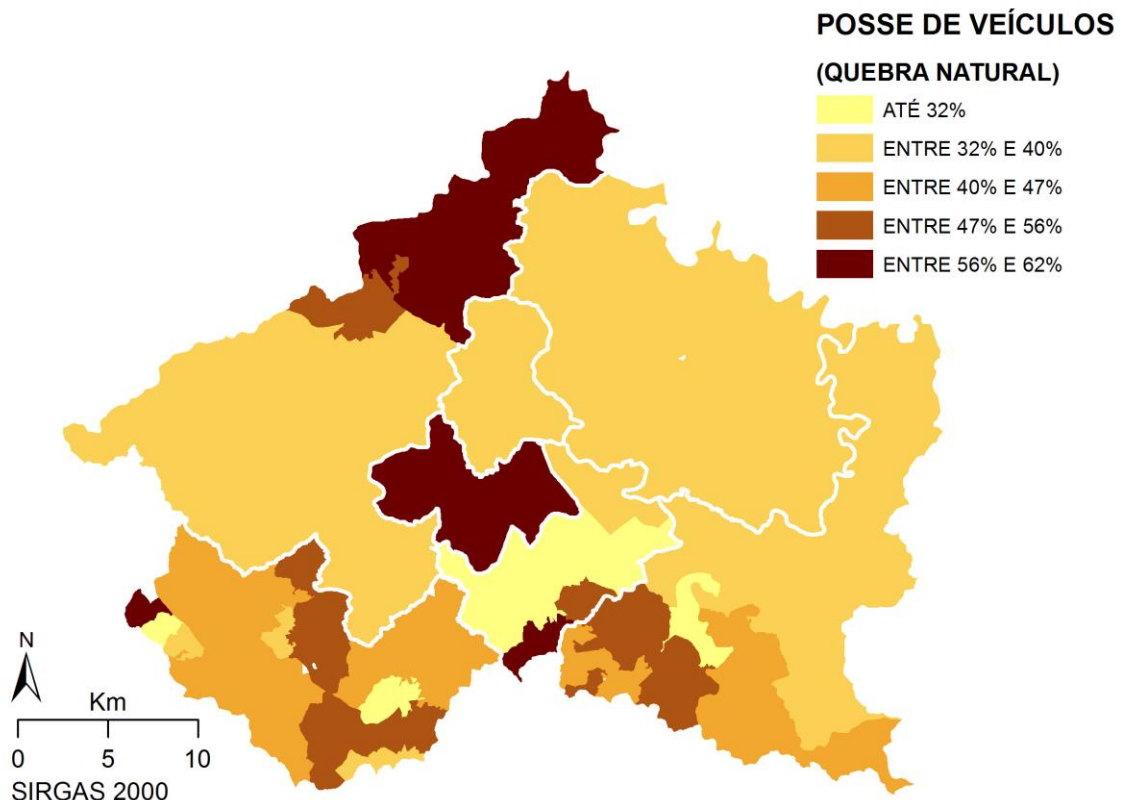 POSSE DE VEÍCULOS
(QUEBRA NATURAL)
ATÉ 32%
ENTRE 32% E 40%
ENTRE 40% E 47%
ENTRE 47% E 56%
ENTRE 56% E 62%
N
Km
0 5 10
SIRGAS 2000